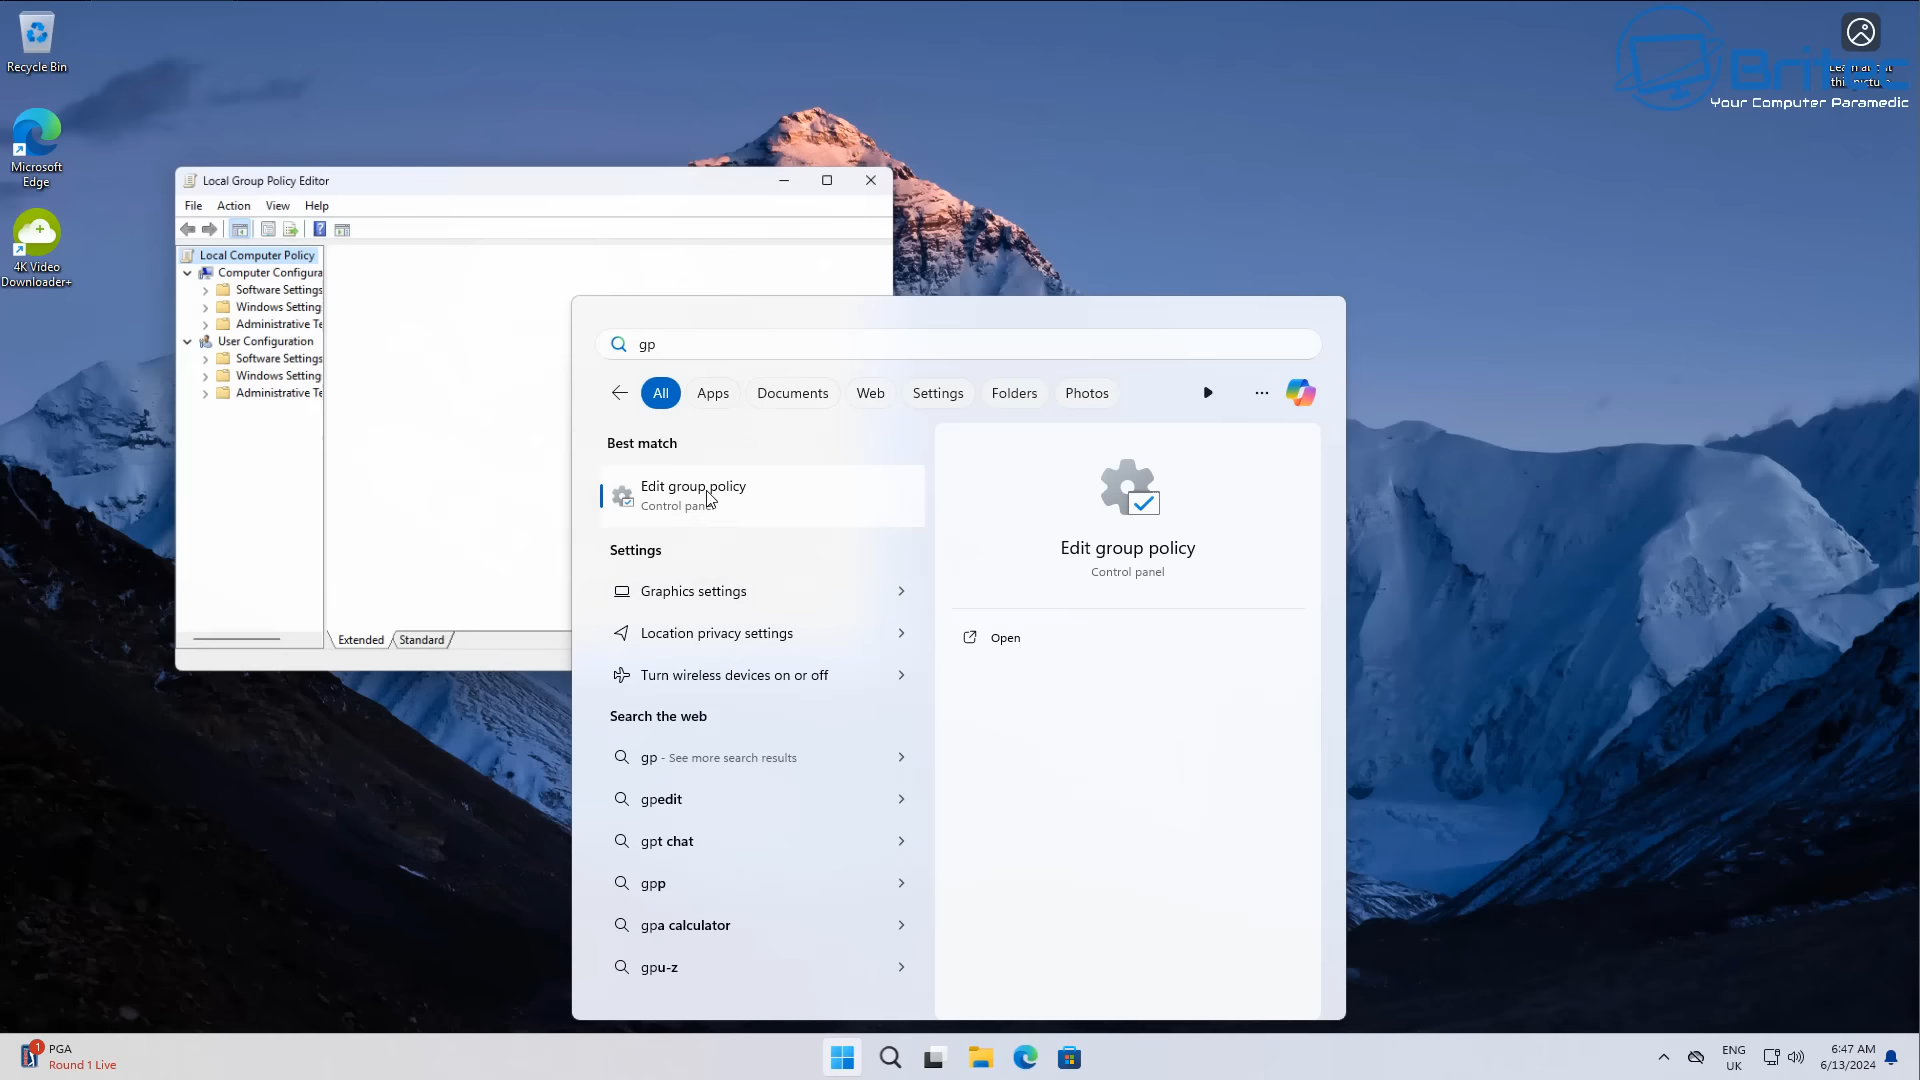 Recycle Bin
Microsoft
Edge
4K Video
Downloader+
Britec
Your Computer Paramedic
Local Group Policy Editor
File Action View Help
Local Computer Policy
Computer Configura
Software Settings
Windows Setting
Administrative Te
User Configuration
Software Settings
Windows Setting
Administrative Te
Extended Standard
gp
All Apps Documents Web Settings Folders Photos
Best match
Edit group policy
Control panel
Settings
Graphics settings
Location privacy settings
Turn wireless devices on or off
Search the web
gp - See more search results
gpedit
gpt chat
gpp
gpa calculator
gpu-z
Edit group policy
Control panel
Open
1
PGA
Round 1 Live
ENG
UK
6:47 AM
6/13/2024